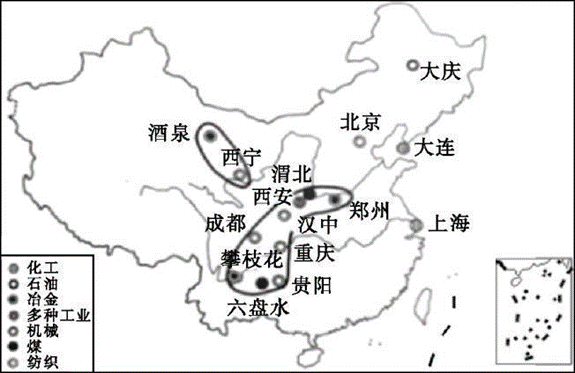 大庆
北京
酒泉
大连
西宁
渭北
西安
郑州
成都
汉中
上海
重庆
攀枝花
贵阳
六盘水
化工
石油
冶金
多种工业
机械
煤
纺织